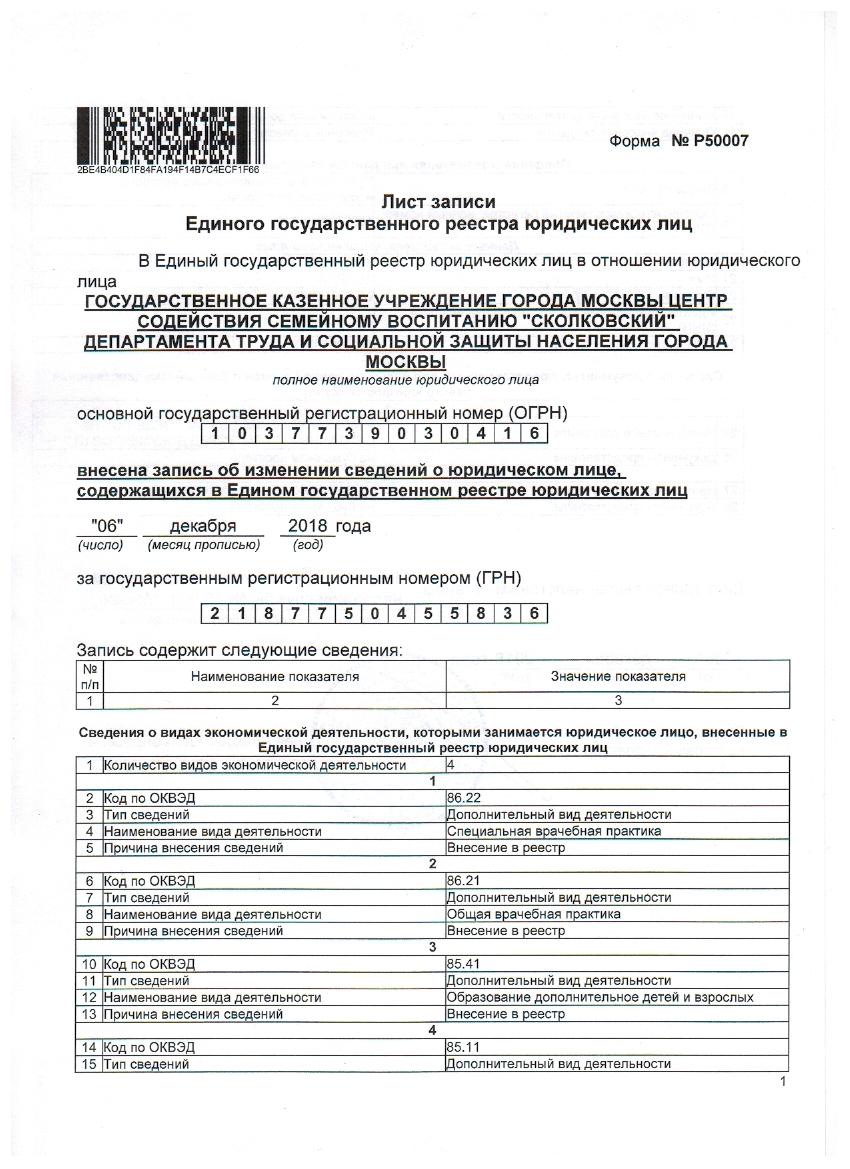 Форма № Р50007
2BE4B404D1F84FA194F14B7C4ECF1F66
Лист записи
Единого государственного реестра юридических лиц
В Единый государственный реестр юридических лиц в отношении юридического
лица
ГОСУДАРСТВЕННОЕ КАЗЕННОЕ УЧРЕЖДЕНИЕ ГОРОДА МОСКВЫ ЦЕНТР
СОДЕЙСТВИЯ СЕМЕЙНОМУ ВОСПИТАНИЮ "СКОЛКОВСКИЙ"
ДЕПАРТАМЕНТА ТРУДА И СОЦИАЛЬНОЙ ЗАЩИТЫ НАСЕЛЕНИЯ ГОРОДА
МОСКВЫ
полное наименование юридического лица
основной государственный регистрационный номер (ОГРН)
1 0 3 7 7 3 9 0 3 0 4 1 6
внесена запись об изменении сведений о юридическом лице,
содержащихся в Едином государственном реестре юридических лиц
"06" декабря 2018 года
(число) (месяц прописью) (год)
за государственным регистрационным номером (ГРН)
2 1 8 7 7 5 0 4 5 5 8 3 6
Запись содержит следующие сведения:
№ п/п Наименование показателя Значение показателя
1 2 3
Сведения о видах экономической деятельности, которыми занимается юридическое лицо, внесенные в
Единый государственный реестр юридических лиц
1 Количество видов экономической деятельности 4
1
2 Код по ОКВЭД 86.22
3 Тип сведений Дополнительный вид деятельности
4 Наименование вида деятельности Специальная врачебная практика
5 Причина внесения сведений Внесение в реестр
2
6 Код по ОКВЭД 86.21
7 Тип сведений Дополнительный вид деятельности
8 Наименование вида деятельности Общая врачебная практика
9 Причина внесения сведений Внесение в реестр
3
10 Код по ОКВЭД 85.41
11 Тип сведений Дополнительный вид деятельности
12 Наименование вида деятельности Образование дополнительное детей и взрослых
13 Причина внесения сведений Внесение в реестр
4
14 Код по ОКВЭД 85.11
15 Тип сведений Дополнительный вид деятельности
1